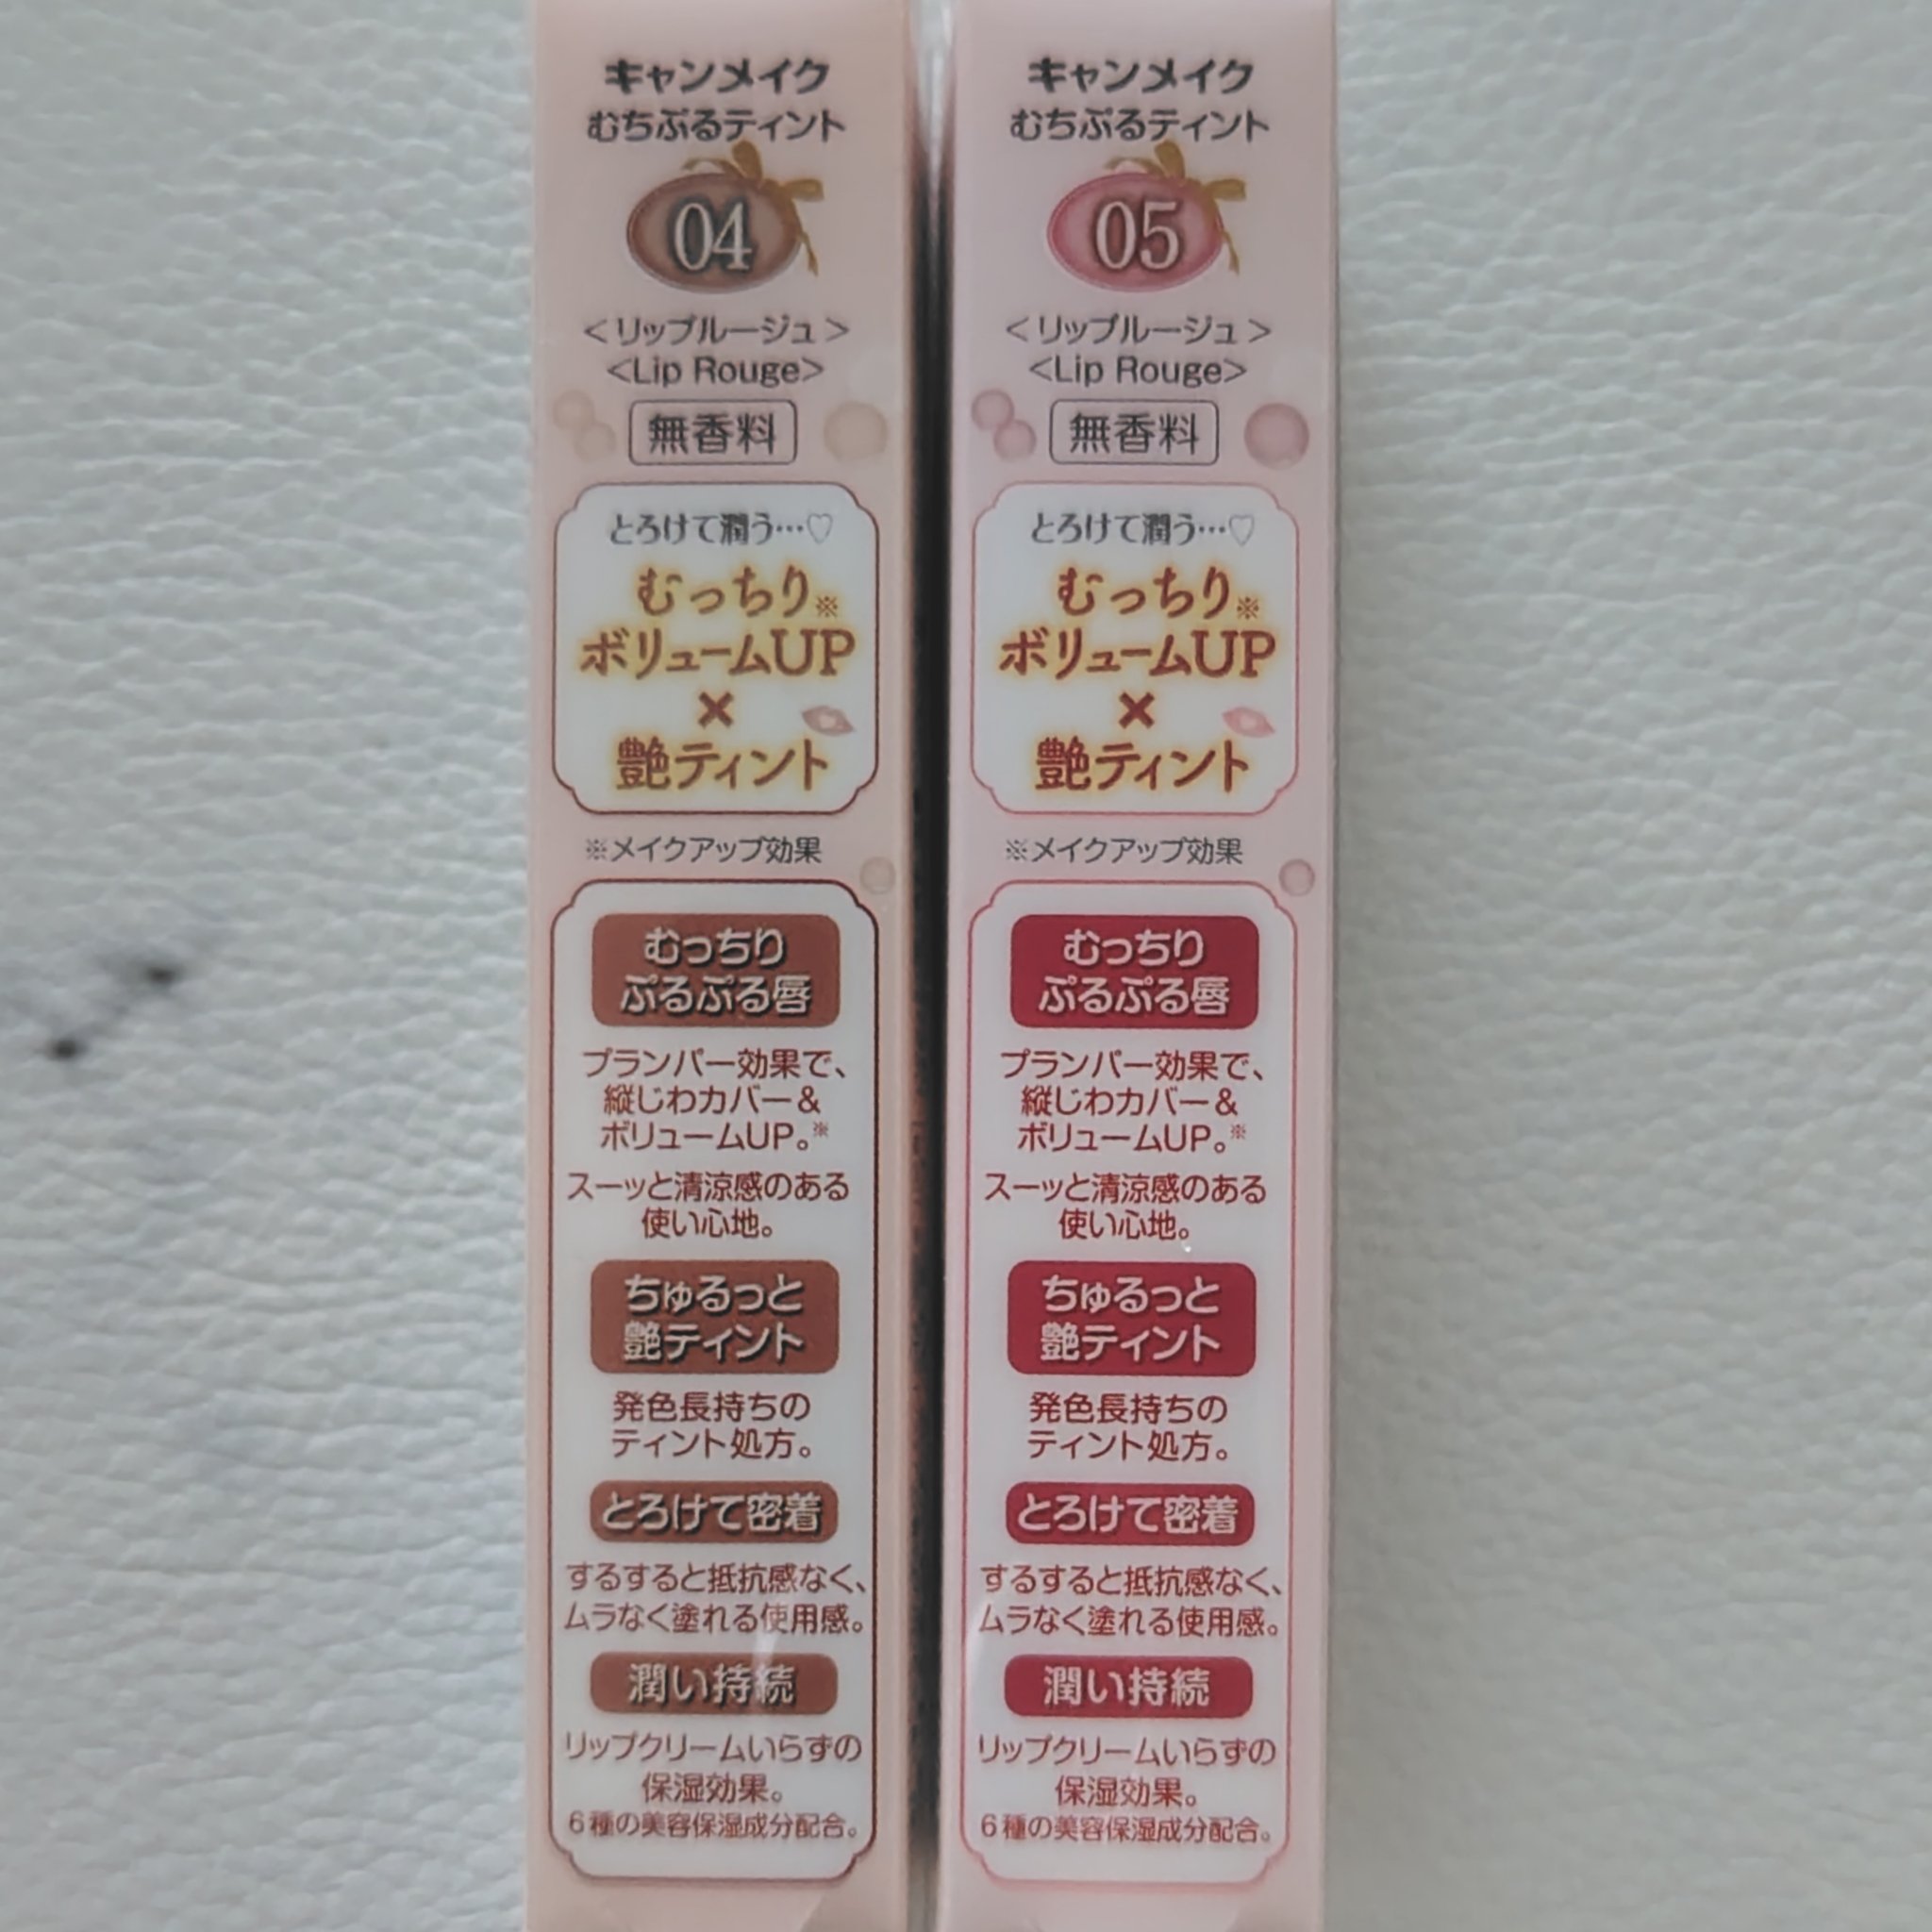 キャンメイク
むちぷるティント
04
<リップルージュ>
<Lip Rouge>
無香料
とろけて潤う…♡
むっちり※
ボリュームUP
×
艶ティント
※メイクアップ効果
むっちり
ぷるぷる唇
プランパー効果で、
縦じわカバー&
ボリュームUP。※
スーッと清涼感のある
使い心地。
ちゅるっと
艶ティント
発色長持ちの
ティント処方。
とろけて密着
するすると抵抗感なく、
ムラなく塗れる使用感。
潤い持続
リップクリームいらずの
保湿効果。
6種の美容保湿成分配合。
キャンメイク
むちぷるティント
05
<リップルージュ>
<Lip Rouge>
無香料
とろけて潤う…♡
むっちり※
ボリュームUP
×
艶ティント
※メイクアップ効果
むっちり
ぷるぷる唇
プランパー効果で、
縦じわカバー&
ボリュームUP。※
スーッと清涼感のある
使い心地。
ちゅるっと
艶ティント
発色長持ちの
ティント処方。
とろけて密着
するすると抵抗感なく、
ムラなく塗れる使用感。
潤い持続
リップクリームいらずの
保湿効果。
6種の美容保湿成分配合。